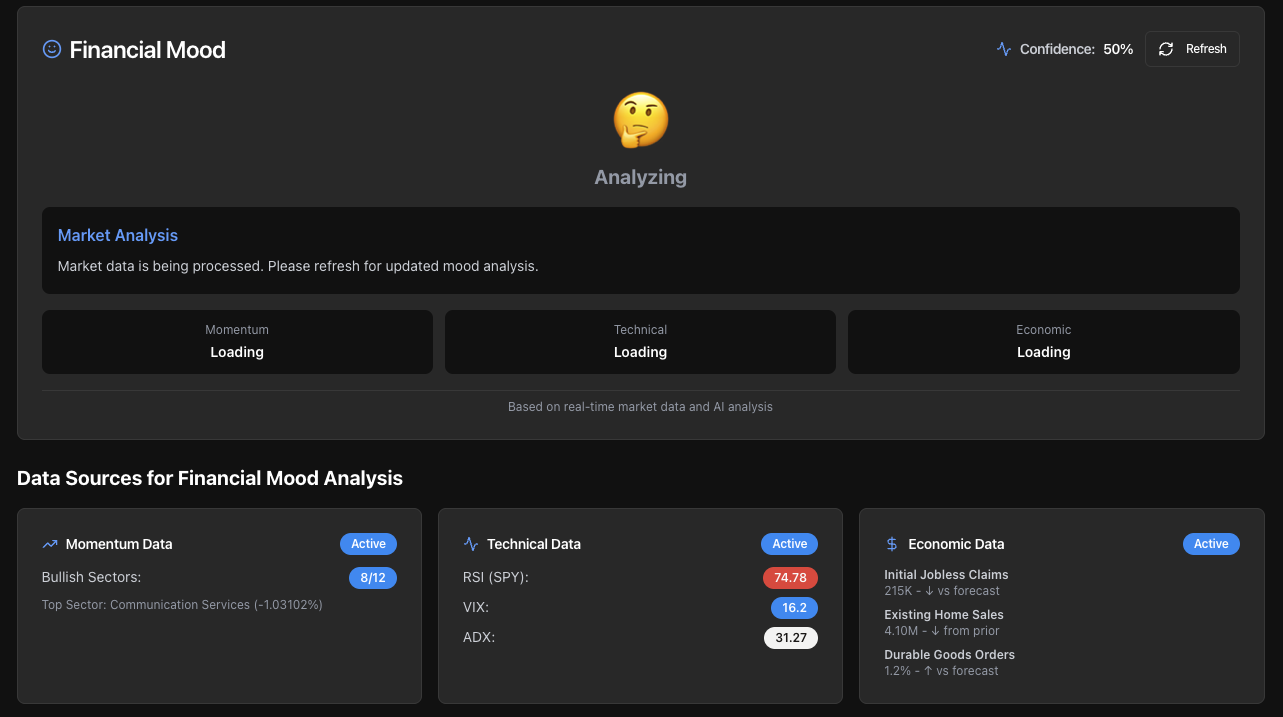 Financial Mood
Confidence: 50%
Refresh
Analyzing
Market Analysis
Market data is being processed. Please refresh for updated mood analysis.
Momentum
Loading
Technical
Loading
Economic
Loading
Based on real-time market data and AI analysis
Data Sources for Financial Mood Analysis
Momentum Data
Active
Bullish Sectors:
8/12
Top Sector: Communication Services (-1.03102%)
Technical Data
Active
RSI (SPY):
74.78
VIX:
16.2
ADX:
31.27
Economic Data
Active
Initial Jobless Claims
215K - ↓ vs forecast
Existing Home Sales
4.10M - ↓ from prior
Durable Goods Orders
1.2% - ↑ vs forecast